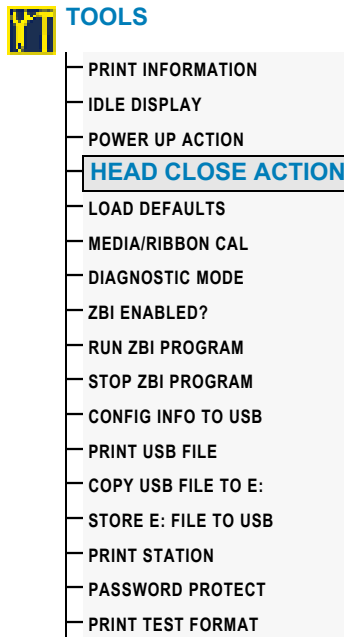 TOOLS
PRINT INFORMATION
IDLE DISPLAY
POWER UP ACTION
HEAD CLOSE ACTION
LOAD DEFAULTS
MEDIA/RIBBON CAL
DIAGNOSTIC MODE
ZBI ENABLED?
RUN ZBI PROGRAM
STOP ZBI PROGRAM
CONFIG INFO TO USB
PRINT USB FILE
COPY USB FILE TO E:
STORE E: FILE TO USB
PRINT STATION
PASSWORD PROTECT
PRINT TEST FORMAT